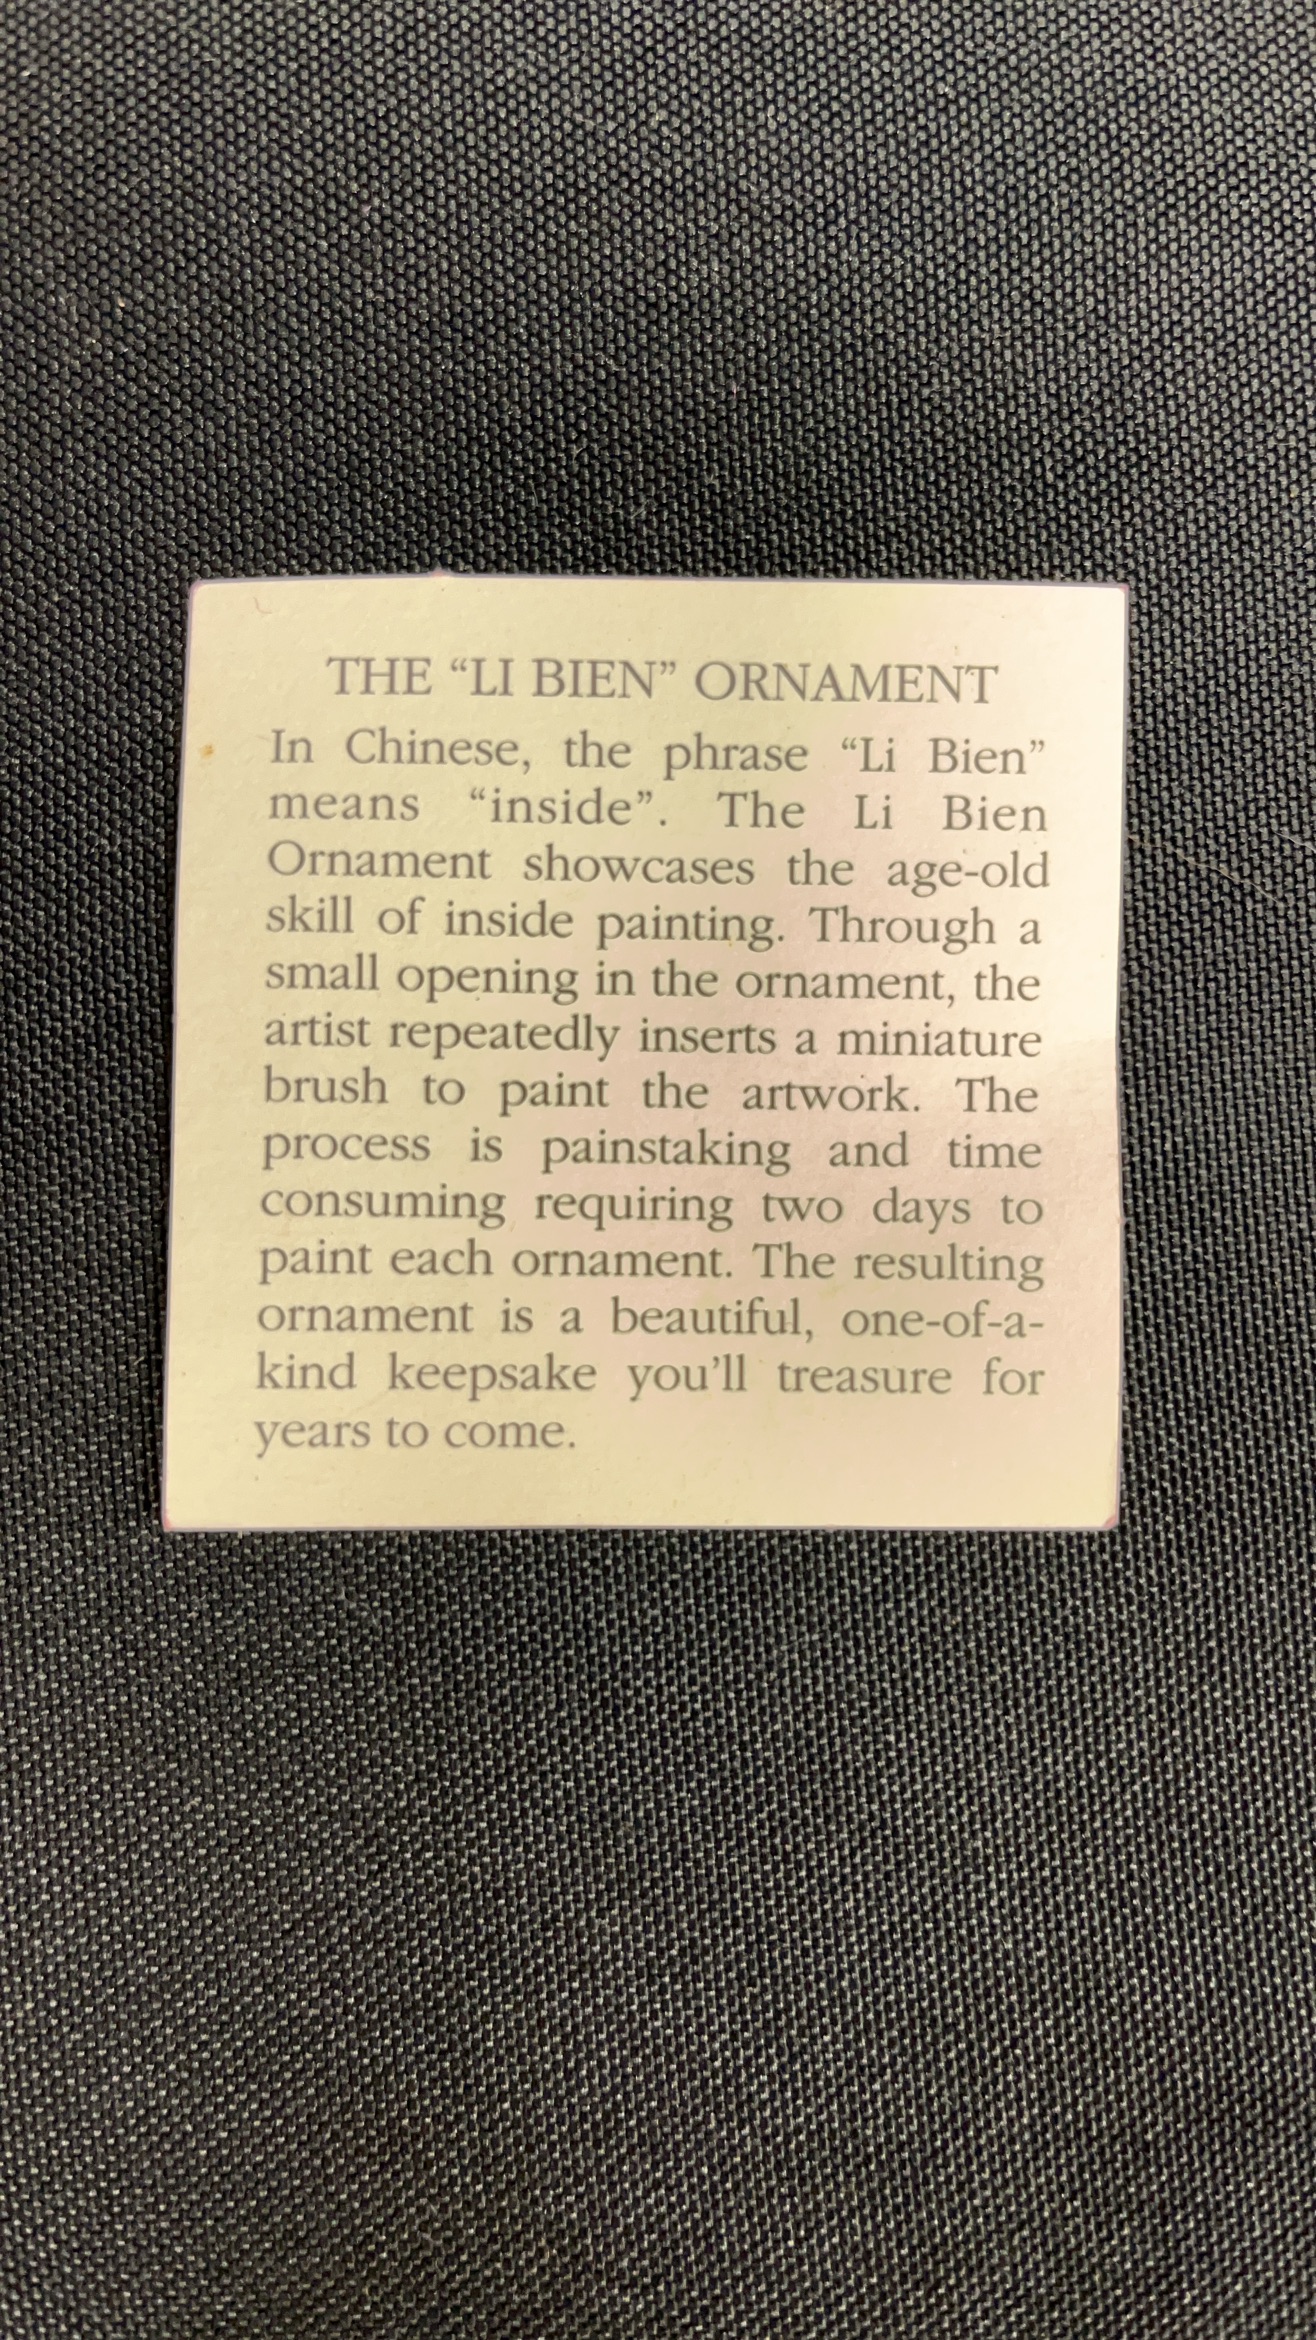 THE “LI BIEN” ORNAMENT
In Chinese, the phrase “Li Bien”
means “inside”. The Li Bien
Ornament showcases the age-old
skill of inside painting. Through a
small opening in the ornament, the
artist repeatedly inserts a miniature
brush to paint the artwork. The
process is painstaking and time
consuming requiring two days to
paint each ornament. The resulting
ornament is a beautiful, one-of-a-
kind keepsake you’ll treasure for
years to come.